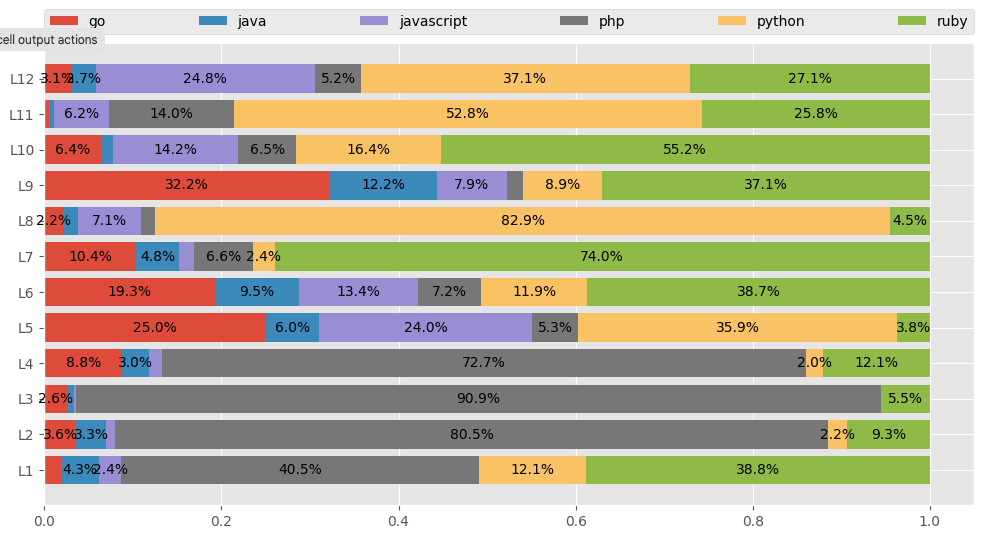 go java javascript php python ruby
cell output actions
L12 3.1% 2.7% 24.8% 5.2% 37.1% 27.1%
L11 6.2% 14.0% 52.8% 25.8%
L10 6.4% 14.2% 6.5% 16.4% 55.2%
L9 32.2% 12.2% 7.9% 8.9% 37.1%
L8 2.2% 7.1% 82.9% 4.5%
L7 10.4% 4.8% 6.6% 2.4% 74.0%
L6 19.3% 9.5% 13.4% 7.2% 11.9% 38.7%
L5 25.0% 6.0% 24.0% 5.3% 35.9% 3.8%
L4 8.8% 3.0% 72.7% 2.0% 12.1%
L3 2.6% 90.9% 5.5%
L2 3.6% 3.3% 80.5% 2.2% 9.3%
L1 4.3% 2.4% 40.5% 12.1% 38.8%
0.0 0.2 0.4 0.6 0.8 1.0